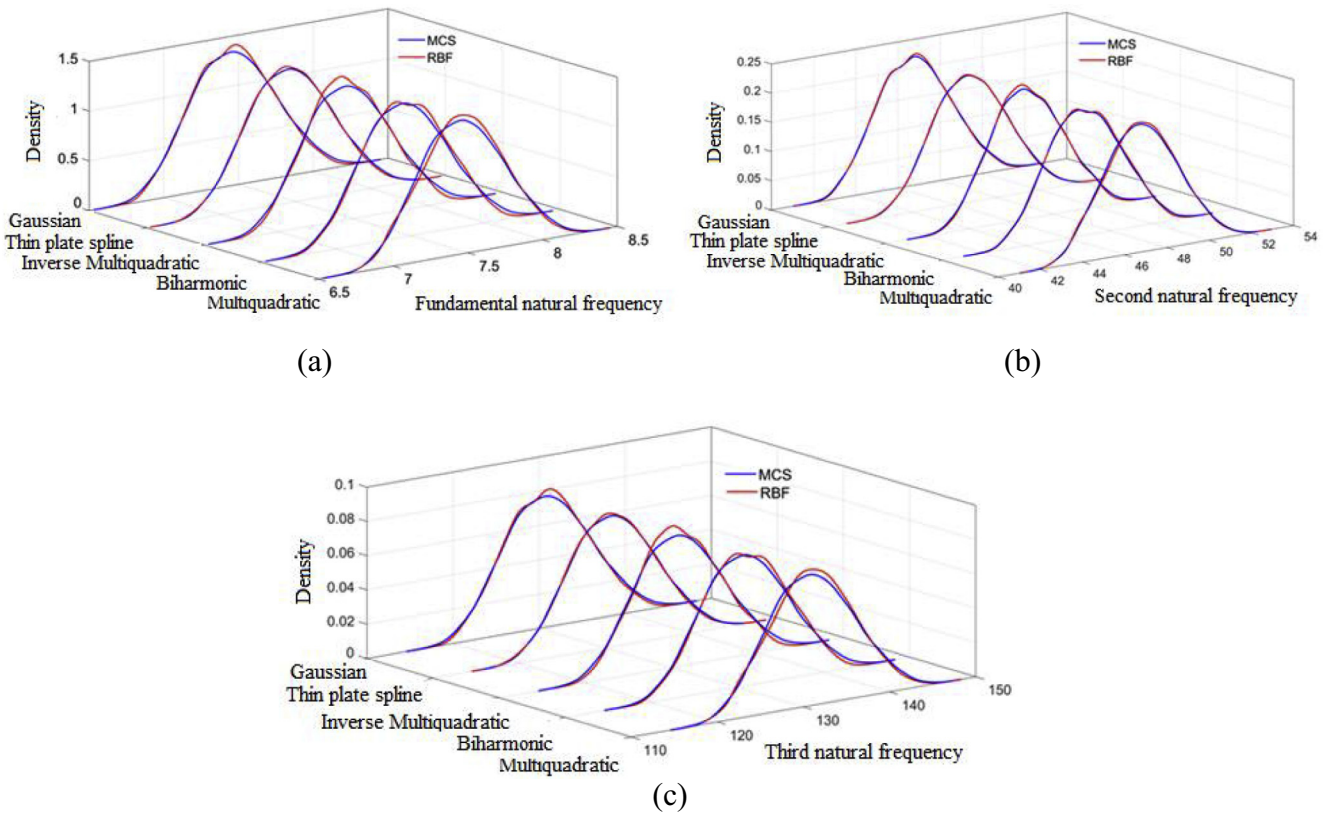 1.5
1
0.5
0
Density
MCS
RBF
Gaussian
Thin plate spline
Inverse Multiquadratic
Biharmonic
Multiquadratic
6.5
7
7.5
8
8.5
Fundamental natural frequency
(a)
0.25
0.2
0.15
0.1
0.05
0
Density
MCS
RBF
Gaussian
Thin plate spline
Inverse Multiquadratic
Biharmonic
Multiquadratic
40
42
44
46
48
50
52
54
Second natural frequency
(b)
0.1
0.08
0.06
0.04
0.02
0
Density
MCS
RBF
Gaussian
Thin plate spline
Inverse Multiquadratic
Biharmonic
Multiquadratic
110
120
130
140
150
Third natural frequency
(c)